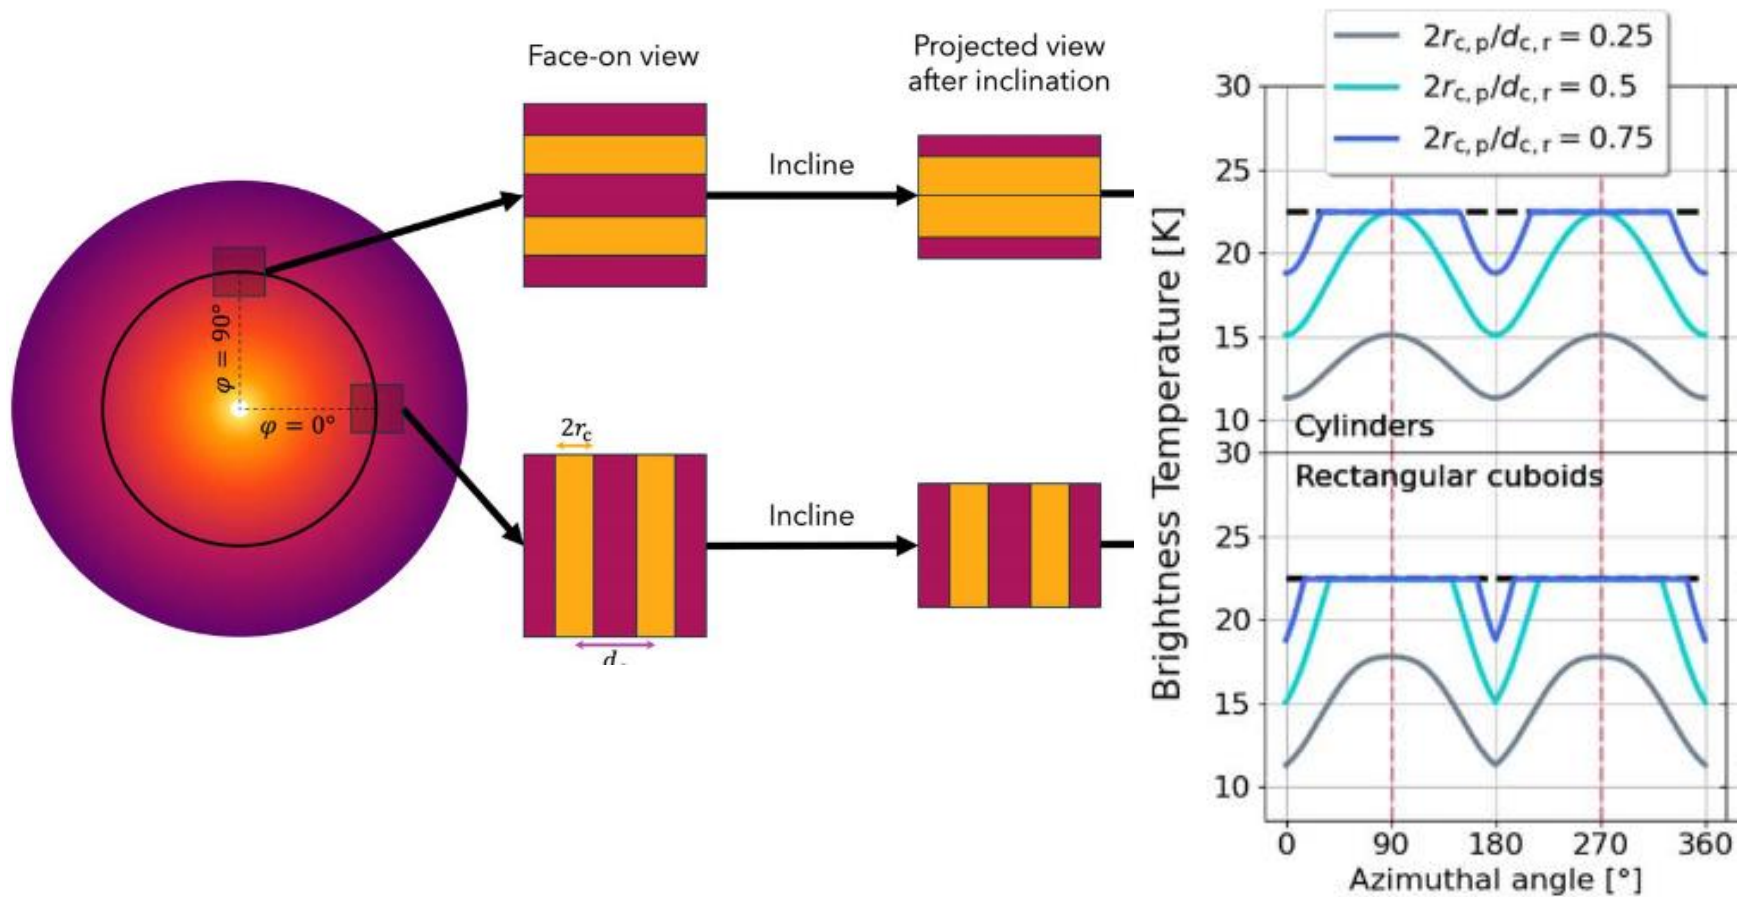 Face-on view
Projected view
after inclination
Incline
φ = 90°
φ = 0°
2r_c
Incline
2r_c,p/d_c,r = 0.25
2r_c,p/d_c,r = 0.5
2r_c,p/d_c,r = 0.75
Brightness Temperature [K]
30
25
20
15
10
Cylinders
30
Rectangular cuboids
25
20
15
10
0 90 180 270 360
Azimuthal angle [°]